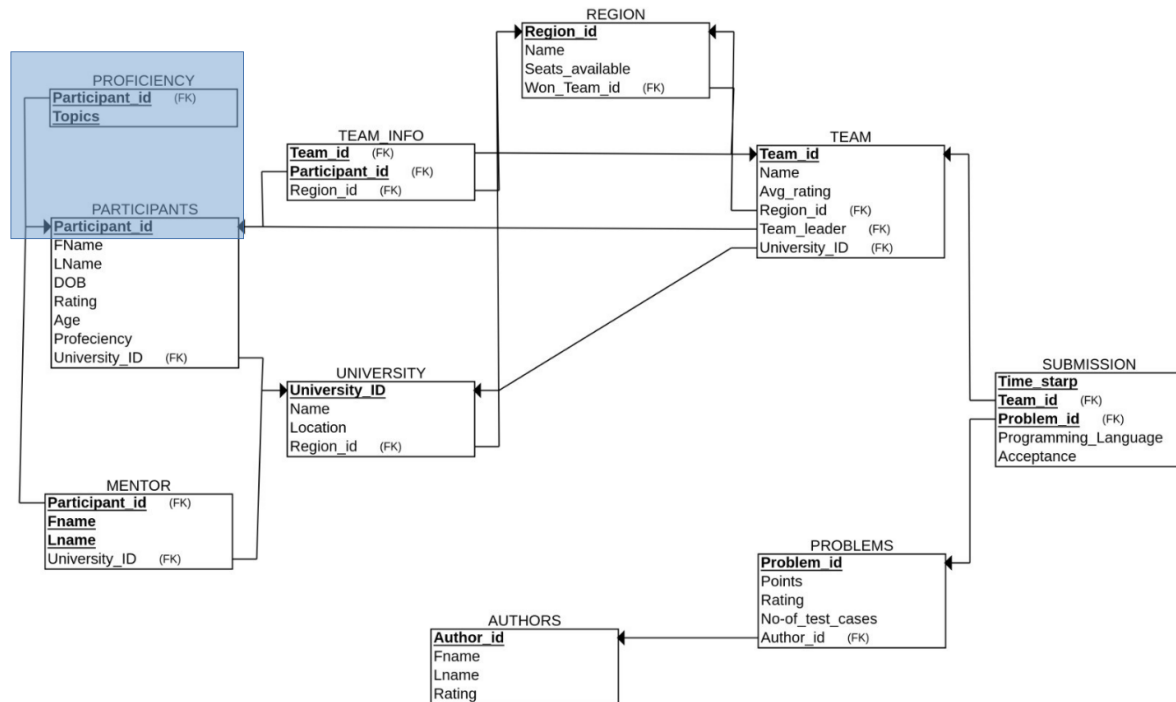 REGION
Region_id
Name
Seats_available
Won_Team_id (FK)
PROFICIENCY
Participant_id (FK)
Topics
TEAM_INFO
Team_id (FK)
Participant_id (FK)
Region_id (FK)
TEAM
Team_id
Name
Avg_rating
Region_id (FK)
Team_leader (FK)
University_ID (FK)
PARTICIPANTS
Participant_id
FName
LName
DOB
Rating
Age
Profeciency
University_ID (FK)
UNIVERSITY
University_ID
Name
Location
Region_id (FK)
SUBMISSION
Time_starp
Team_id (FK)
Problem_id (FK)
Programming_Language
Acceptance
MENTOR
Participant_id (FK)
Fname
Lname
University_ID (FK)
PROBLEMS
Problem_id
Points
Rating
No-of_test_cases
Author_id (FK)
AUTHORS
Author_id
Fname
Lname
Rating